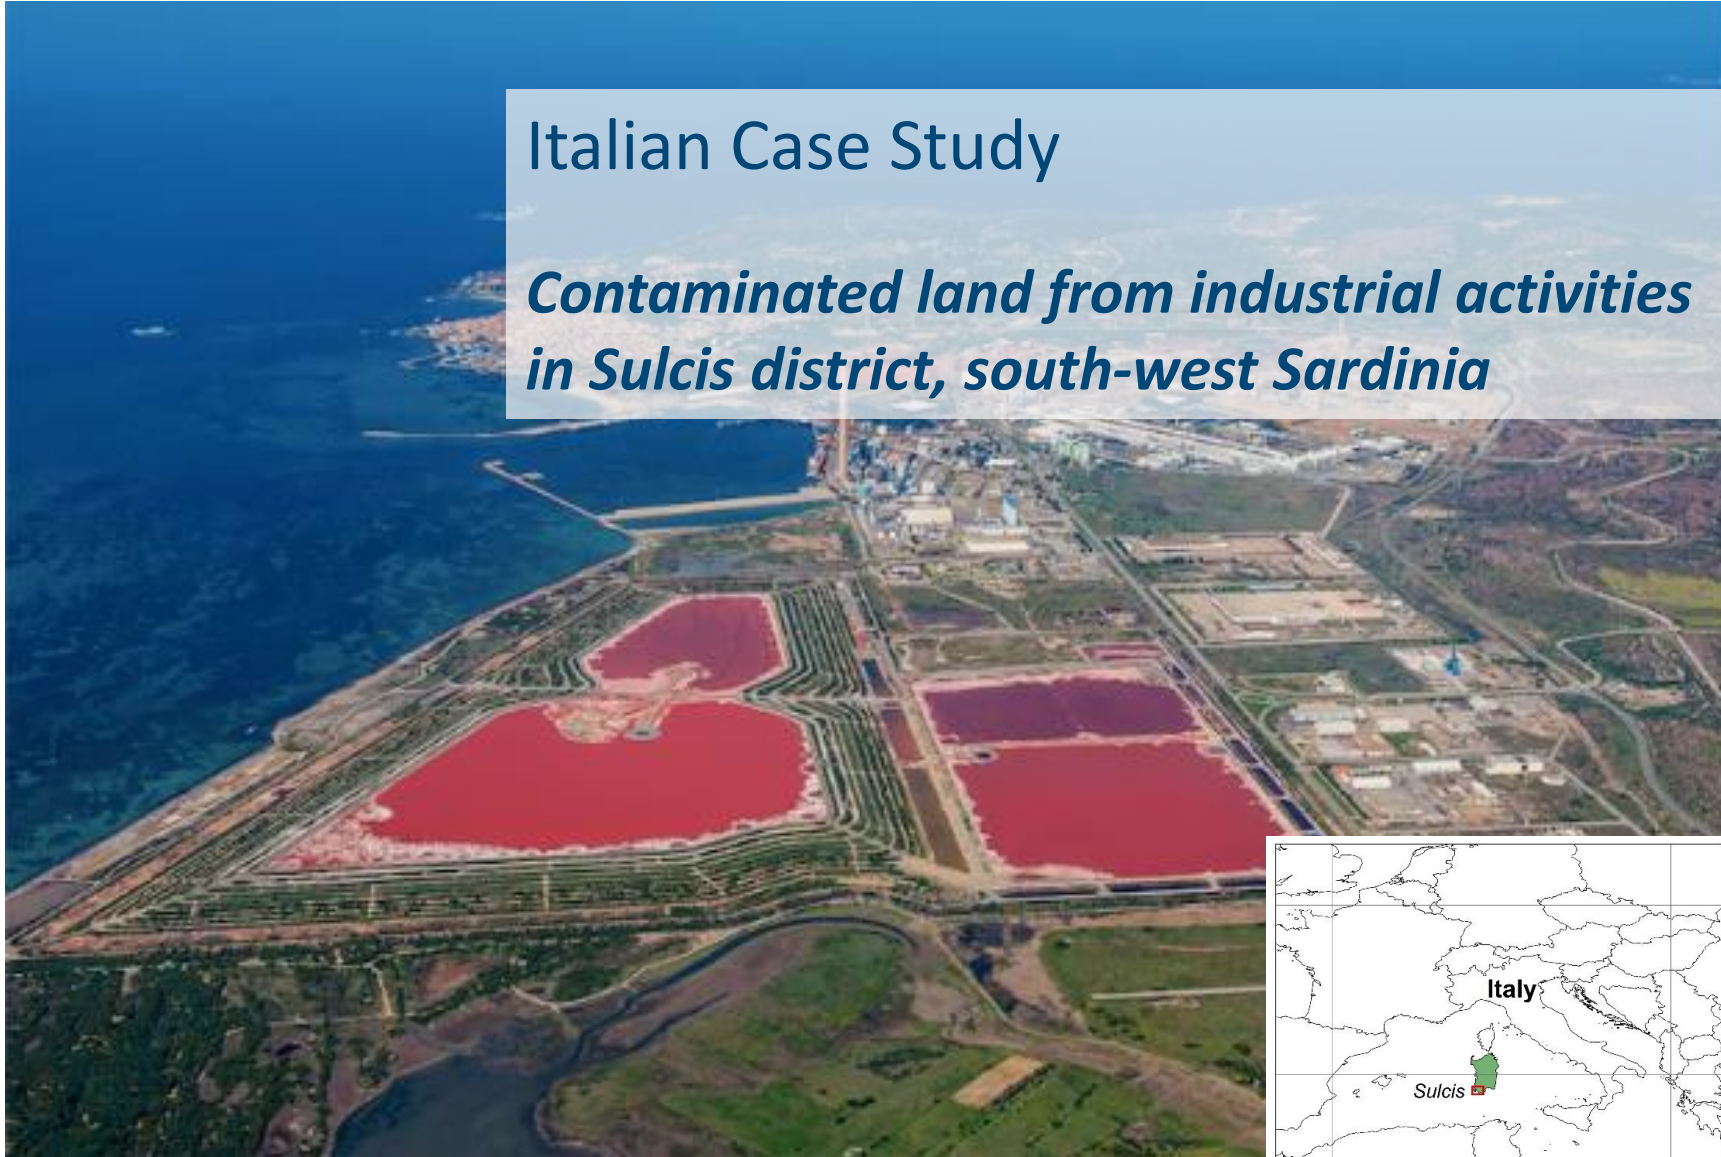 Italian Case Study
Contaminated land from industrial activities
in Sulcis district, south-west Sardinia
Italy
Sulcis